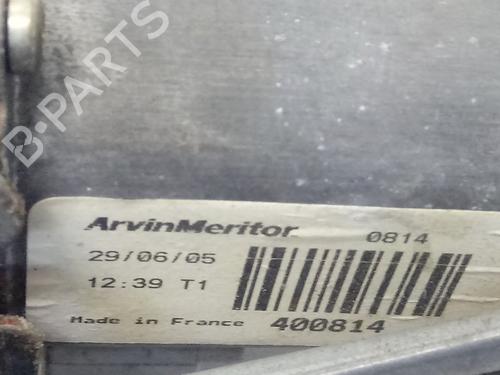 B-PARTS
ArvinMeritor 0814
29/06/05
12:39 T1
Made in France 400814